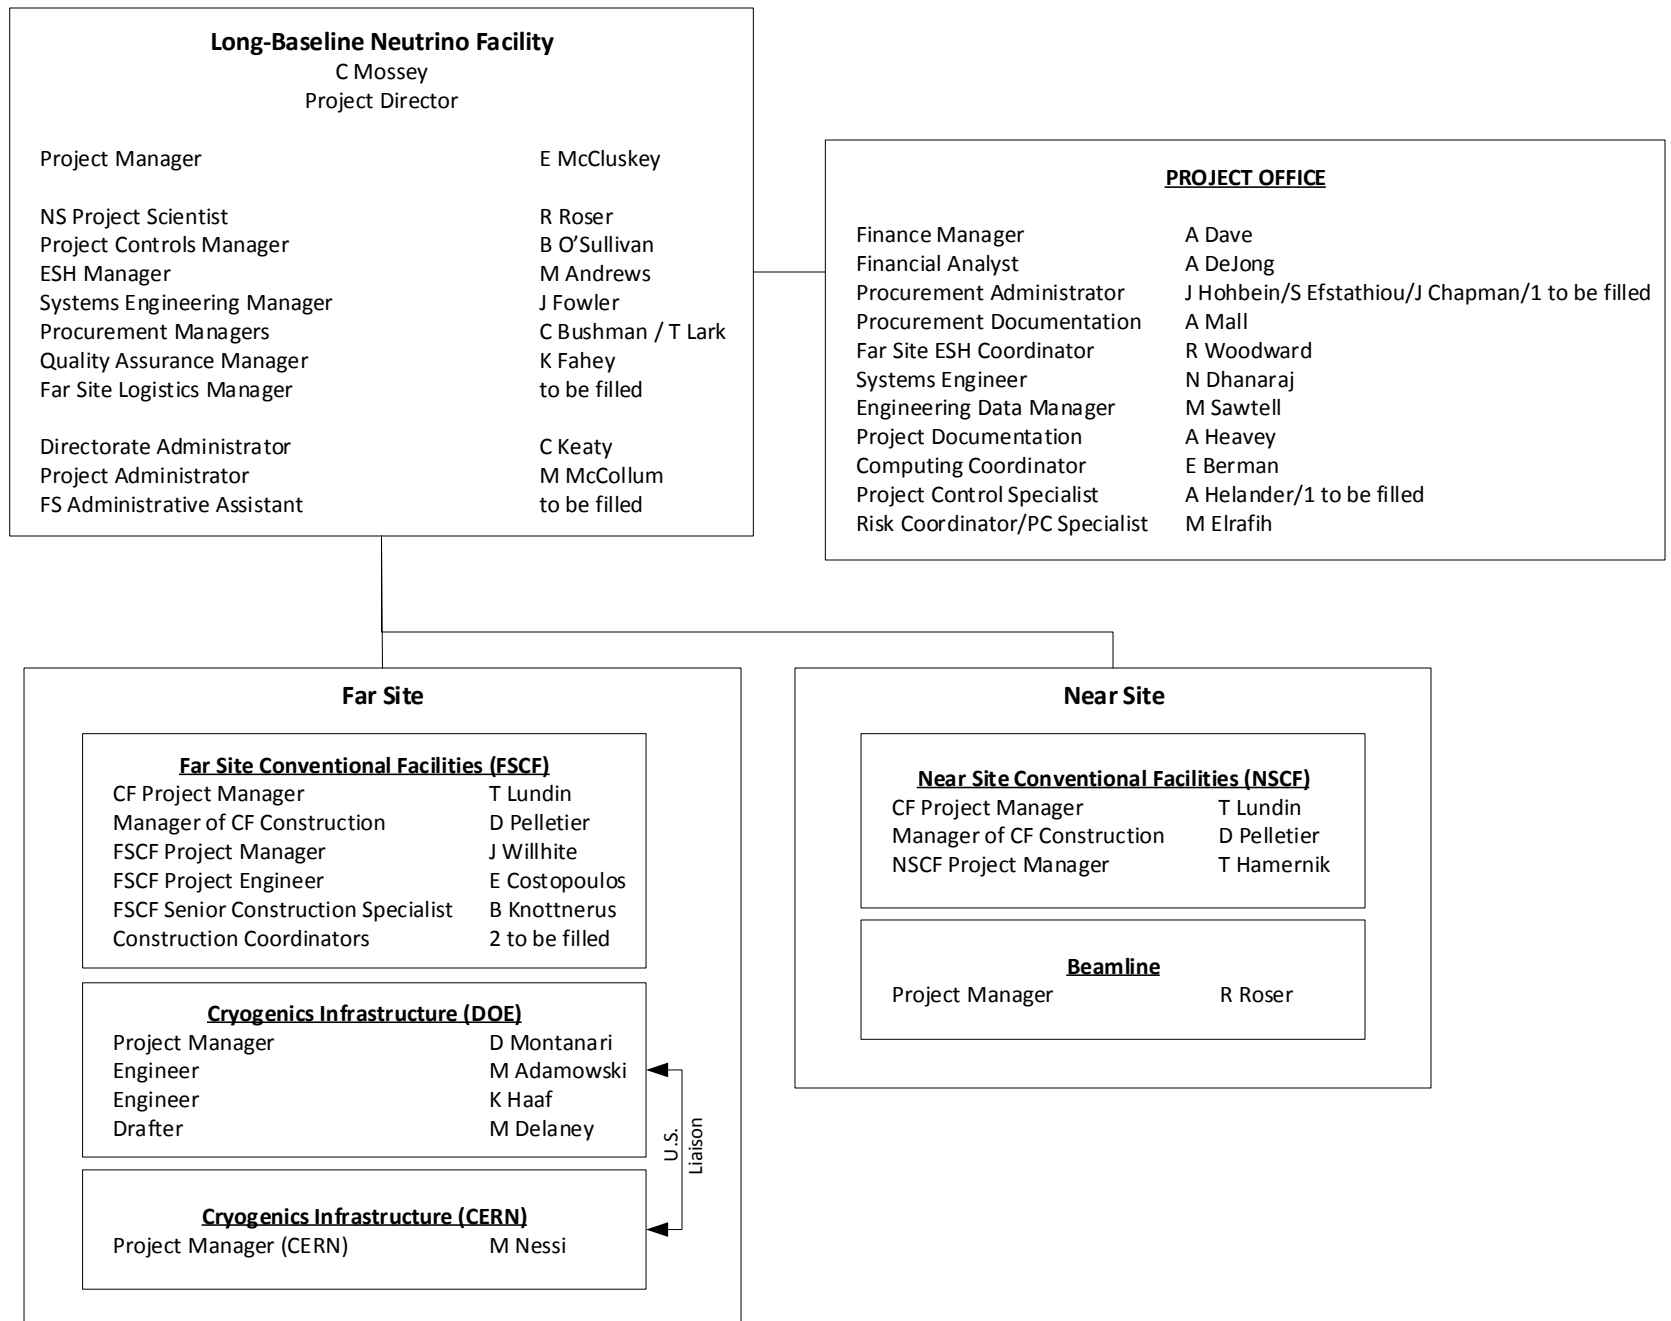 Long-Baseline Neutrino Facility
C Mossey
Project Director
Project Manager E McCluskey
NS Project Scientist R Roser
Project Controls Manager B O’Sullivan
ESH Manager M Andrews
Systems Engineering Manager J Fowler
Procurement Managers C Bushman / T Lark
Quality Assurance Manager K Fahey
Far Site Logistics Manager to be filled
Directorate Administrator C Keaty
Project Administrator M McCollum
FS Administrative Assistant to be filled
PROJECT OFFICE
Finance Manager A Dave
Financial Analyst A DeJong
Procurement Administrator J Hohbein/S Efstathiou/J Chapman/1 to be filled
Procurement Documentation A Mall
Far Site ESH Coordinator R Woodward
Systems Engineer N Dhanaraj
Engineering Data Manager M Sawtell
Project Documentation A Heavey
Computing Coordinator E Berman
Project Control Specialist A Helander/1 to be filled
Risk Coordinator/PC Specialist M Elrafih
Far Site
Far Site Conventional Facilities (FSCF)
CF Project Manager T Lundin
Manager of CF Construction D Pelletier
FSCF Project Manager J Willhite
FSCF Project Engineer E Costopoulos
FSCF Senior Construction Specialist B Knottnerus
Construction Coordinators 2 to be filled
Cryogenics Infrastructure (DOE)
Project Manager D Montanari
Engineer M Adamowski
Engineer K Haaf
Drafter M Delaney
U.S.
Liaison
Cryogenics Infrastructure (CERN)
Project Manager (CERN) M Nessi
Near Site
Near Site Conventional Facilities (NSCF)
CF Project Manager T Lundin
Manager of CF Construction D Pelletier
NSCF Project Manager T Hamernik
Beamline
Project Manager R Roser